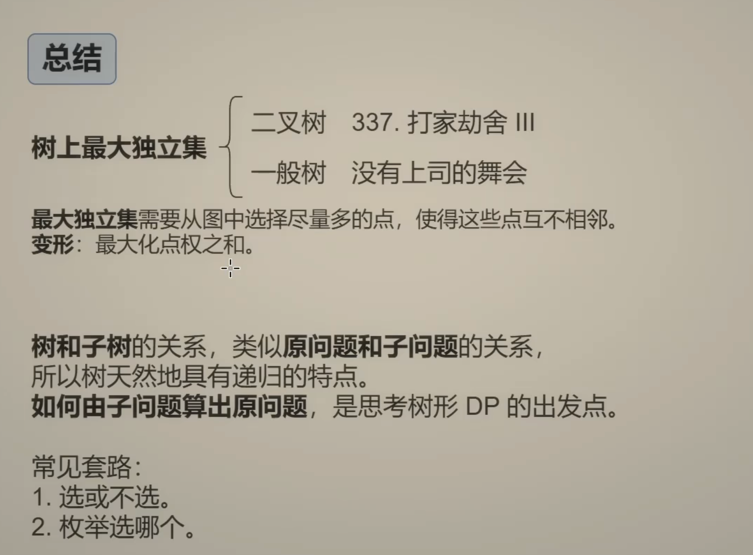 总结
树上最大独立集
二叉树 337. 打家劫舍 III
一般树 没有上司的舞会
最大独立集需要从图中选择尽量多的点，使得这些点互不相邻。
变形：最大化点权之和。
树和子树的关系，类似原问题和子问题的关系，
所以树天然地具有递归的特点。
如何由子问题算出原问题，是思考树形 DP 的出发点。
常见套路：
1. 选或不选。
2. 枚举选哪个。